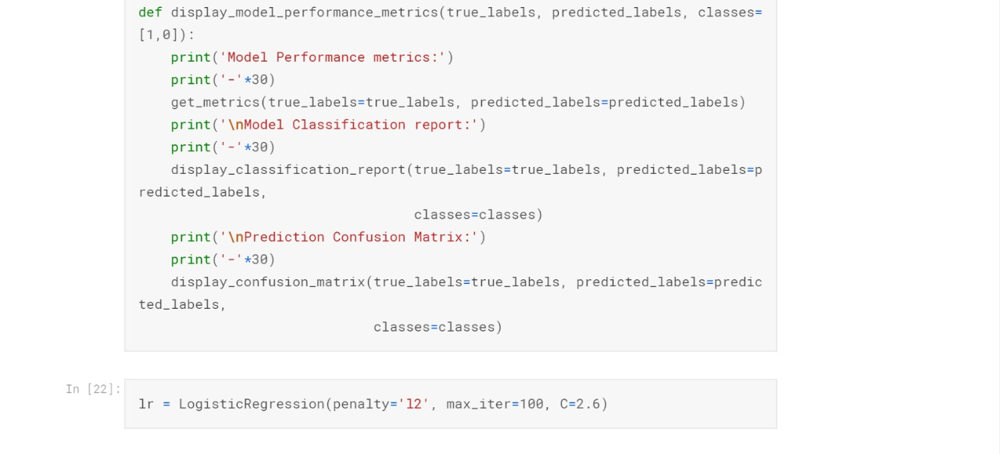 def display_model_performance_metrics(true_labels, predicted_labels, classes=
[1,0]):
    print('Model Performance metrics:')
    print('-'*30)
    get_metrics(true_labels=true_labels, predicted_labels=predicted_labels)
    print('\nModel Classification report:')
    print('-'*30)
    display_classification_report(true_labels=true_labels, predicted_labels=p
redicted_labels,
                                  classes=classes)
    print('\nPrediction Confusion Matrix:')
    print('-'*30)
    display_confusion_matrix(true_labels=true_labels, predicted_labels=predic
ted_labels,
                             classes=classes)
In [22]:
lr = LogisticRegression(penalty='l2', max_iter=100, C=2.6)